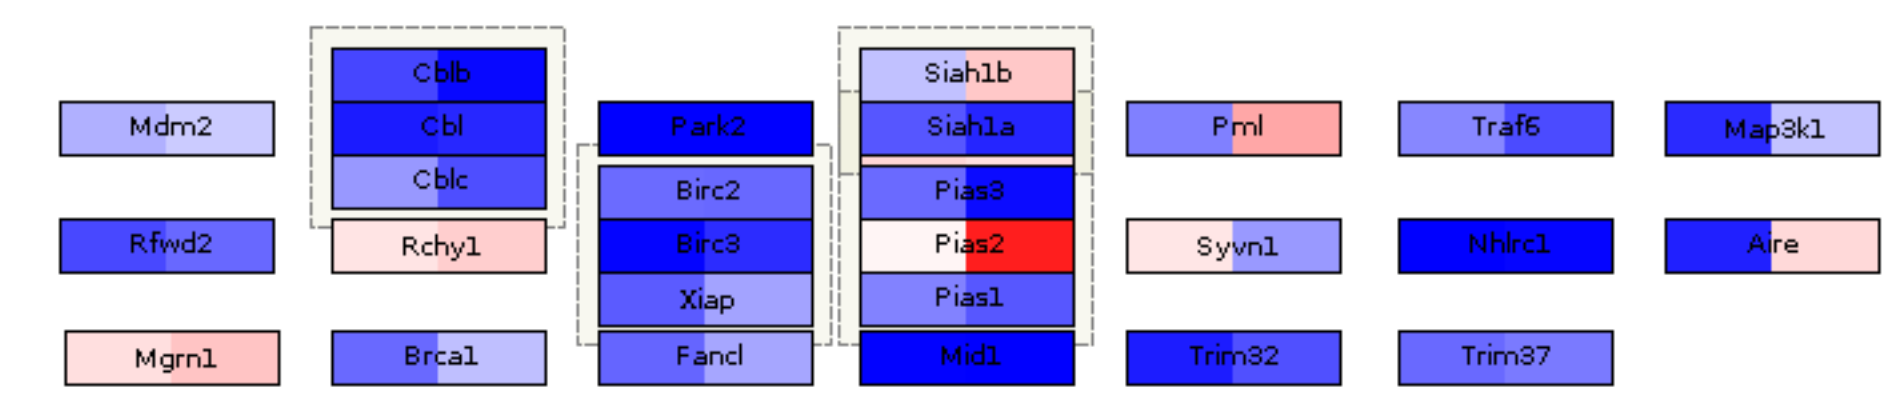 Cblb
Siah1b
Mdm2
Cbl
Park2
Siah1a
Pml
Traf6
Map3k1
Cblc
Birc2
Pias3
Rfwd2
Rchy1
Birc3
Pias2
Syvn1
Nhlrc1
Aire
Xiap
Pias1
Mgrn1
Brca1
Fancl
Mid1
Trim32
Trim37